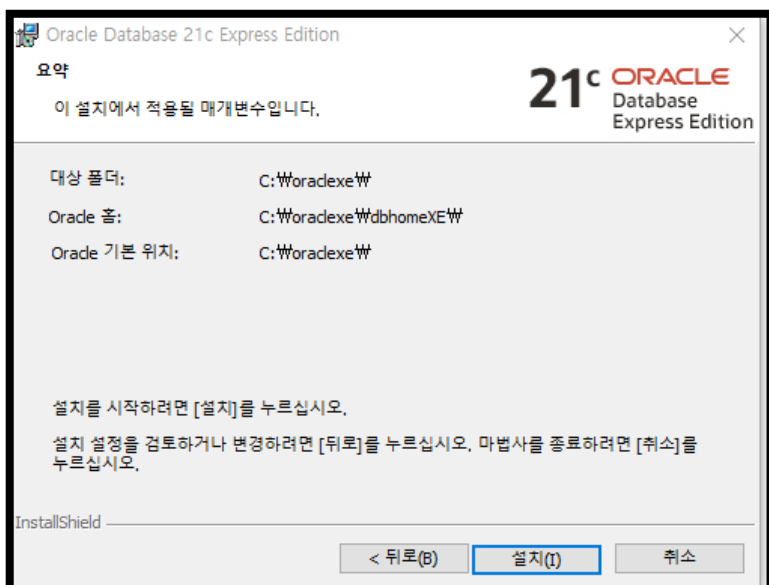 Oracle Database 21c Express Edition
요약
이 설치에서 적용될 매개변수입니다.
21c ORACLE
Database
Express Edition
대상 폴더: C:₩oraclexe₩
Oracle 홈: C:₩oraclexe₩dbhomeXE₩
Oracle 기본 위치: C:₩oraclexe₩
설치를 시작하려면 [설치]를 누르십시오.
설치 설정을 검토하거나 변경하려면 [뒤로]를 누르십시오. 마법사를 종료하려면 [취소]를
누르십시오.
InstallShield
< 뒤로(B) 설치(I) 취소